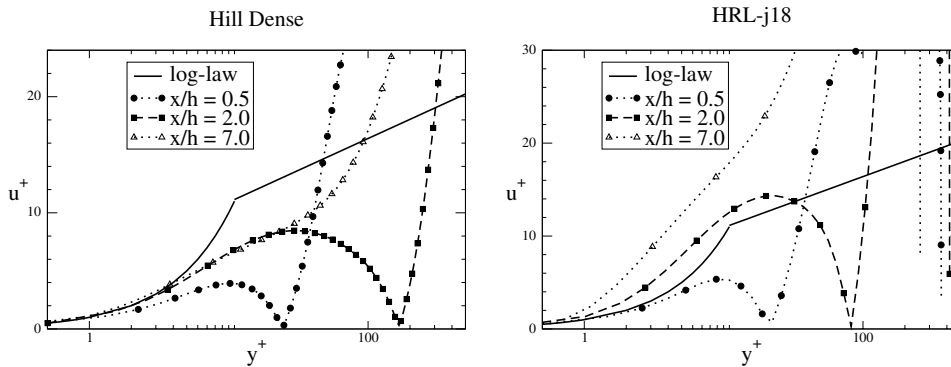 Hill Dense
20
10
0
u+
log-law
x/h = 0.5
x/h = 2.0
x/h = 7.0
1
100
y+
HRL-j18
30
20
10
0
u+
log-law
x/h = 0.5
x/h = 2.0
x/h = 7.0
1
100
y+